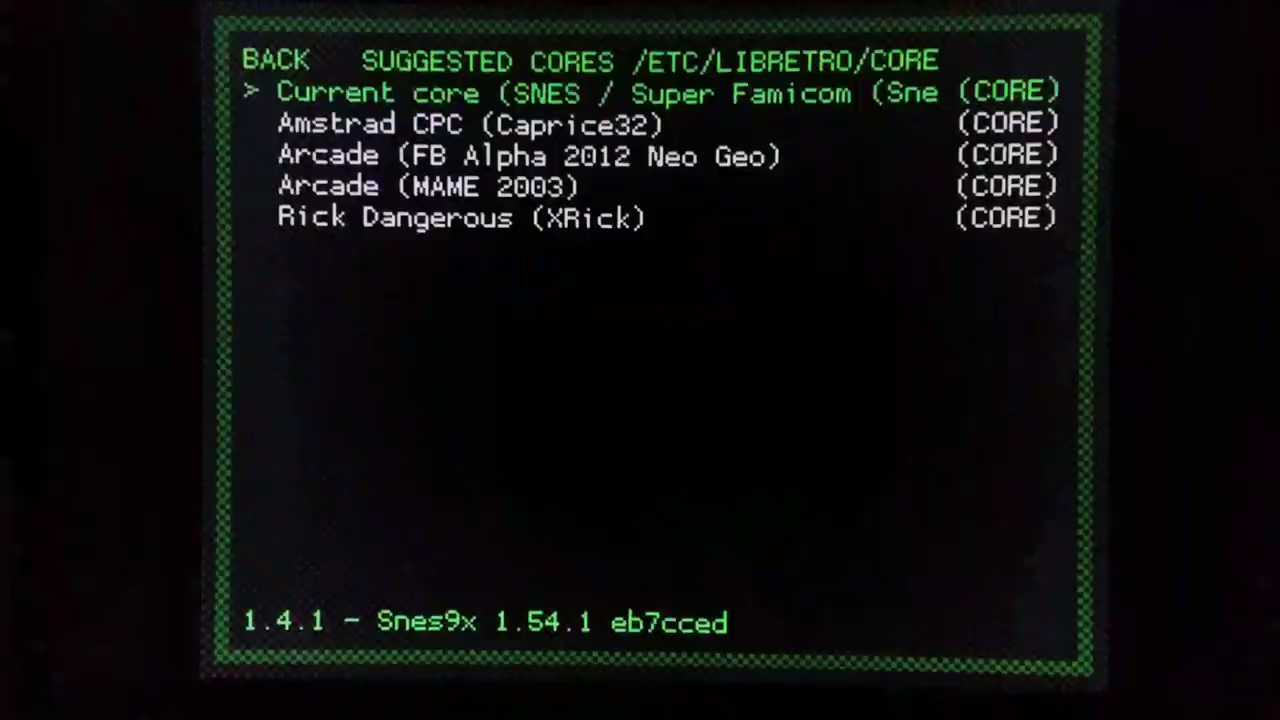 BACK SUGGESTED CORES /ETC/LIBRETRO/CORE
> Current core (SNES / Super Famicom (Sne (CORE)
Amstrad CPC (Caprice32) (CORE)
Arcade (FB Alpha 2012 Neo Geo) (CORE)
Arcade (MAME 2003) (CORE)
Rick Dangerous (XRick) (CORE)
1.4.1 - Snes9x 1.54.1 eb7cced